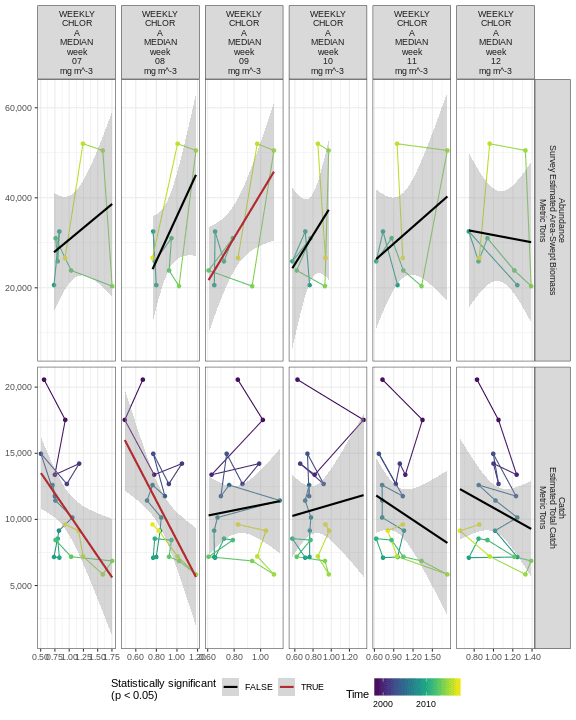 WEEKLY CHLOR A MEDIAN week 07 mg m^-3
WEEKLY CHLOR A MEDIAN week 08 mg m^-3
WEEKLY CHLOR A MEDIAN week 09 mg m^-3
WEEKLY CHLOR A MEDIAN week 10 mg m^-3
WEEKLY CHLOR A MEDIAN week 11 mg m^-3
WEEKLY CHLOR A MEDIAN week 12 mg m^-3
60,000
40,000
20,000
Abundance
Survey Estimated Area-Swept Biomass
Metric Tons
20,000
15,000
10,000
5,000
Catch
Estimated Total Catch
Metric Tons
0.50 0.75 1.00 1.25 1.50 1.75
0.60 0.80 1.00 1.20
0.60 0.80 1.00
0.60 0.80 1.00 1.20
0.60 0.90 1.20 1.50
0.80 1.00 1.20 1.40
Statistically significant
(p < 0.05)
FALSE
TRUE
Time
2000 2010